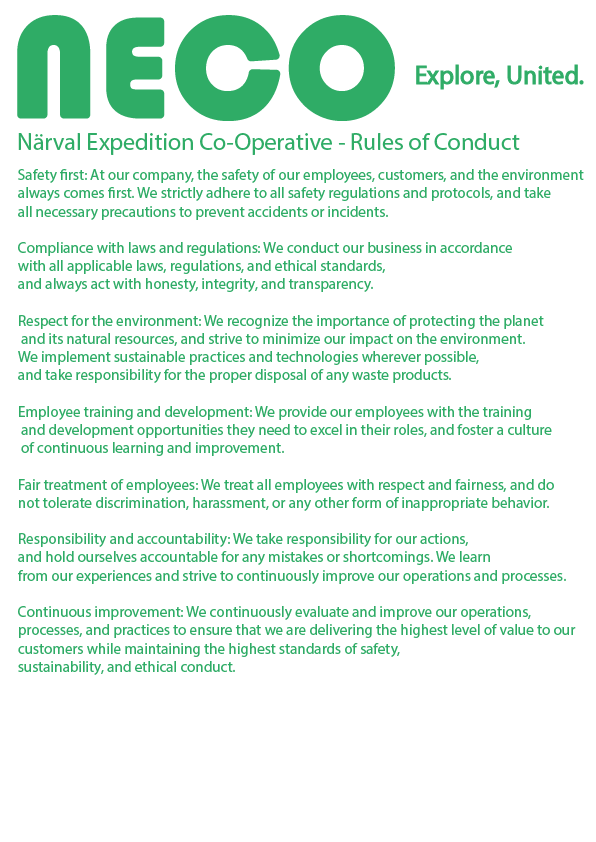 NECO
Explore, United.
Närval Expedition Co-Operative - Rules of Conduct
Safety first: At our company, the safety of our employees, customers, and the environment
always comes first. We strictly adhere to all safety regulations and protocols, and take
all necessary precautions to prevent accidents or incidents.
Compliance with laws and regulations: We conduct our business in accordance
with all applicable laws, regulations, and ethical standards,
and always act with honesty, integrity, and transparency.
Respect for the environment: We recognize the importance of protecting the planet
and its natural resources, and strive to minimize our impact on the environment.
We implement sustainable practices and technologies wherever possible,
and take responsibility for the proper disposal of any waste products.
Employee training and development: We provide our employees with the training
and development opportunities they need to excel in their roles, and foster a culture
of continuous learning and improvement.
Fair treatment of employees: We treat all employees with respect and fairness, and do
not tolerate discrimination, harassment, or any other form of inappropriate behavior.
Responsibility and accountability: We take responsibility for our actions,
and hold ourselves accountable for any mistakes or shortcomings. We learn
from our experiences and strive to continuously improve our operations and processes.
Continuous improvement: We continuously evaluate and improve our operations,
processes, and practices to ensure that we are delivering the highest level of value to our
customers while maintaining the highest standards of safety,
sustainability, and ethical conduct.